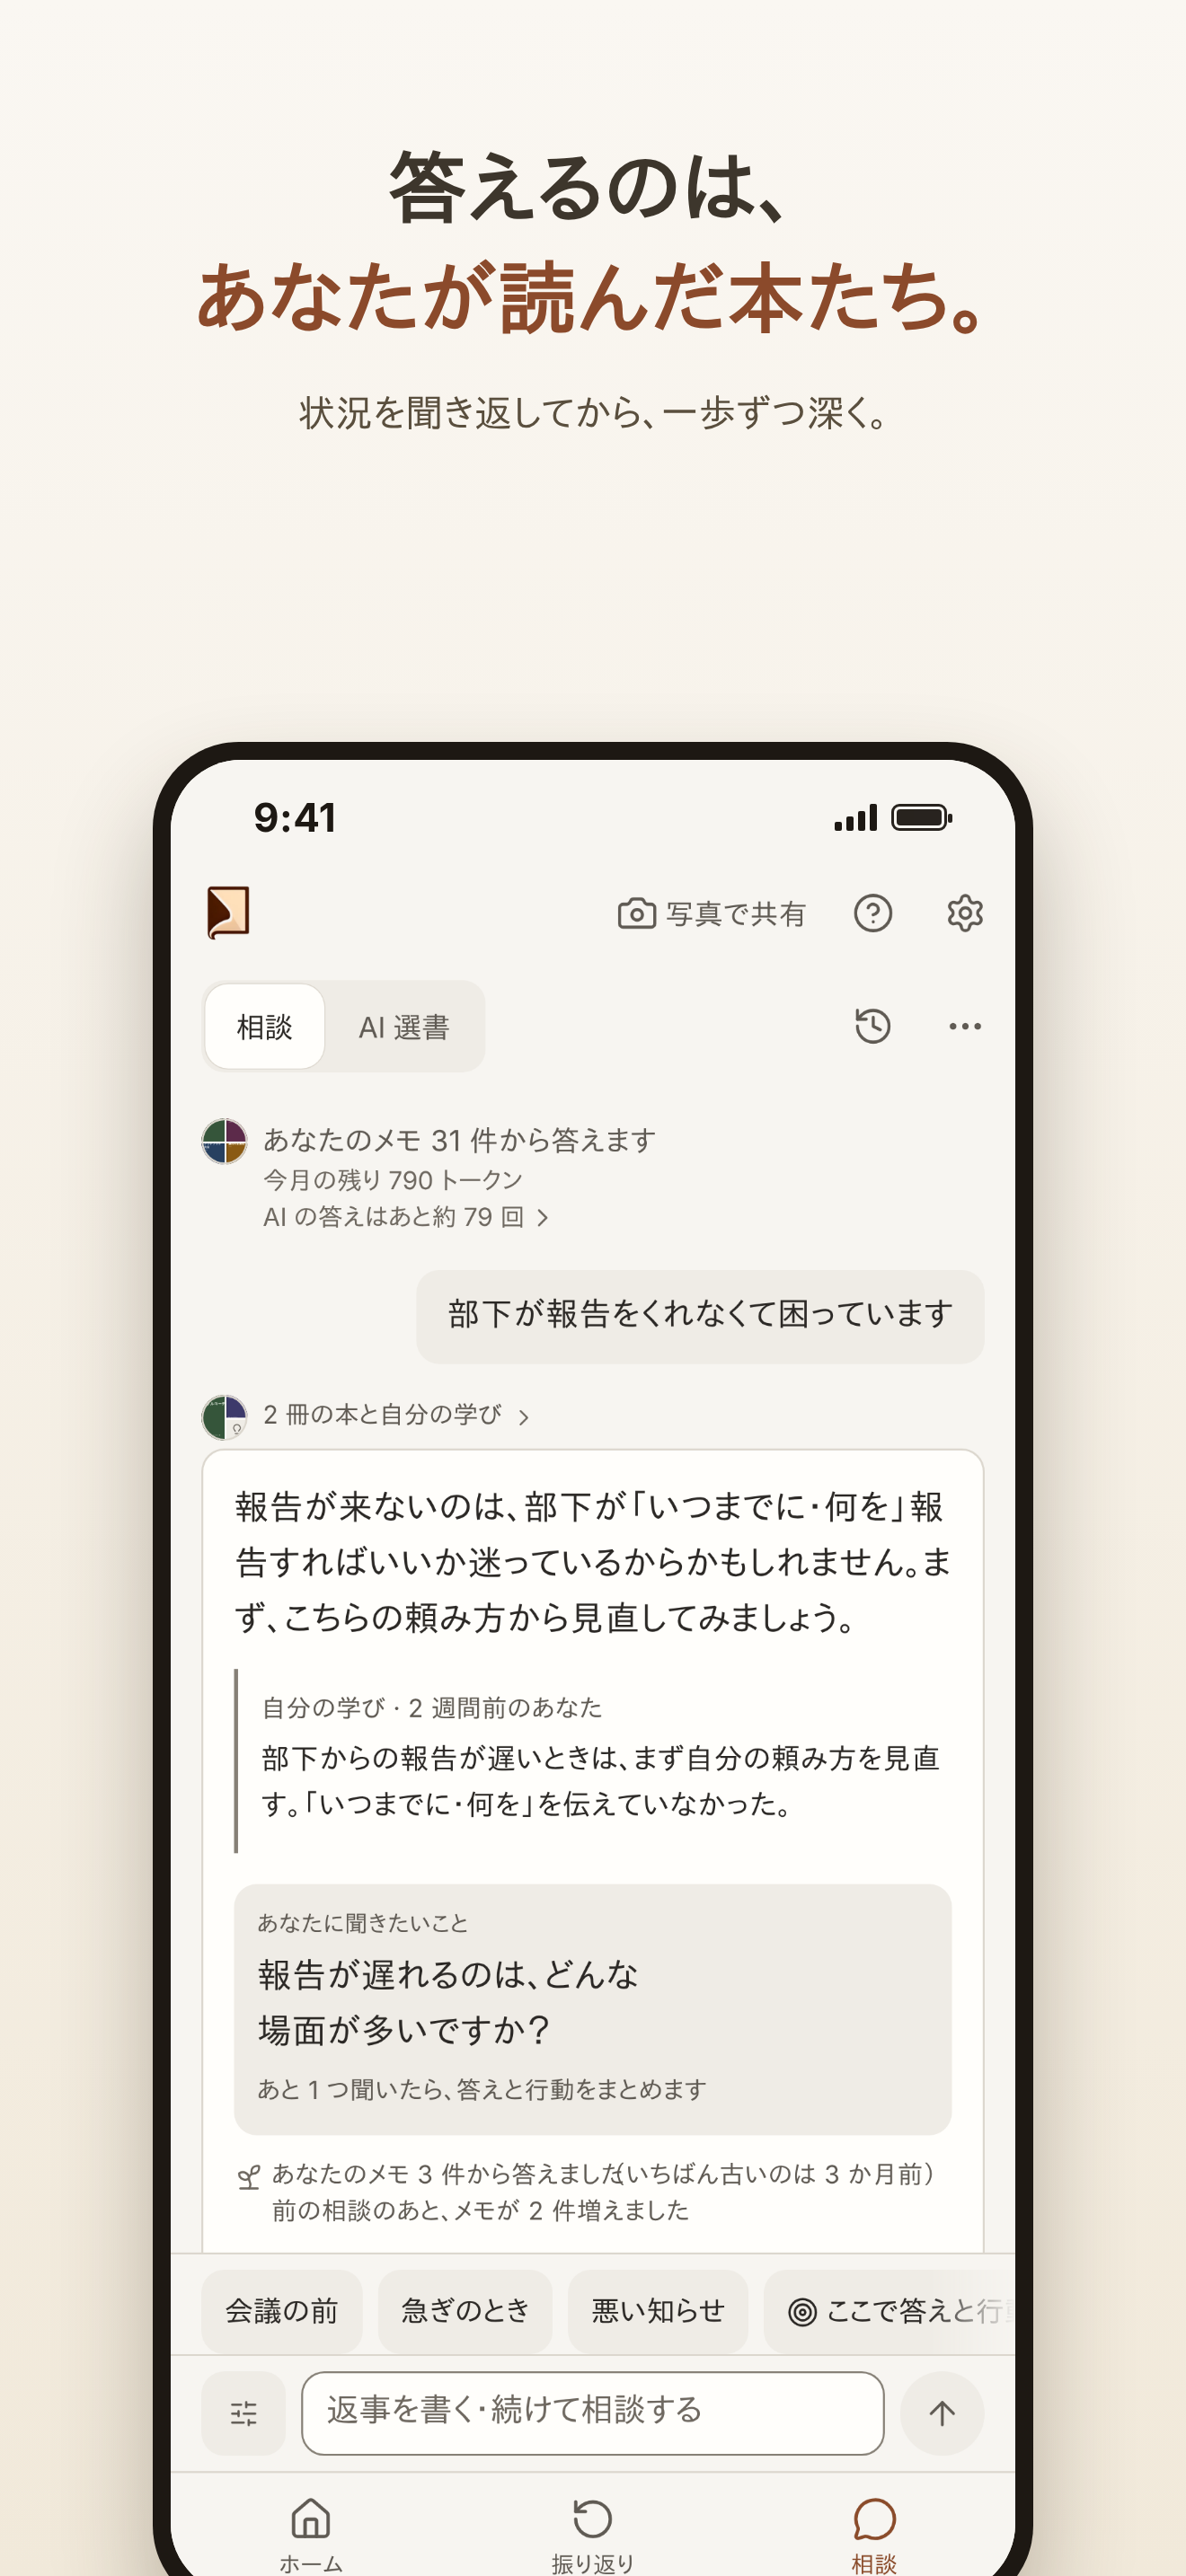 答えるのは、
あなたが読んだ本たち。
状況を聞き返してから、一歩ずつ深く。
9:41
写真で共有
相談
AI 選書
あなたのメモ 31 件から答えます
今月の残り 790 トークン
AI の答えはあと約 79 回
部下が報告をくれなくて困っています
2 冊の本と自分の学び
報告が来ないのは、部下が「いつまでに・何を」報
告すればいいか迷っているからかもしれません。ま
ず、こちらの頼み方から見直してみましょう。
自分の学び · 2 週間前のあなた
部下からの報告が遅いときは、まず自分の頼み方を見直
す。「いつまでに・何を」を伝えていなかった。
あなたに聞きたいこと
報告が遅れるのは、どんな
場面が多いですか？
あと 1 つ聞いたら、答えと行動をまとめます
あなたのメモ 3 件から答えました（いちばん古いのは 3 か月前）
前の相談のあと、メモが 2 件増えました
会議の前
急ぎのとき
悪い知らせ
ここで答えと行
返事を書く・続けて相談する
ホーム
振り返り
相談